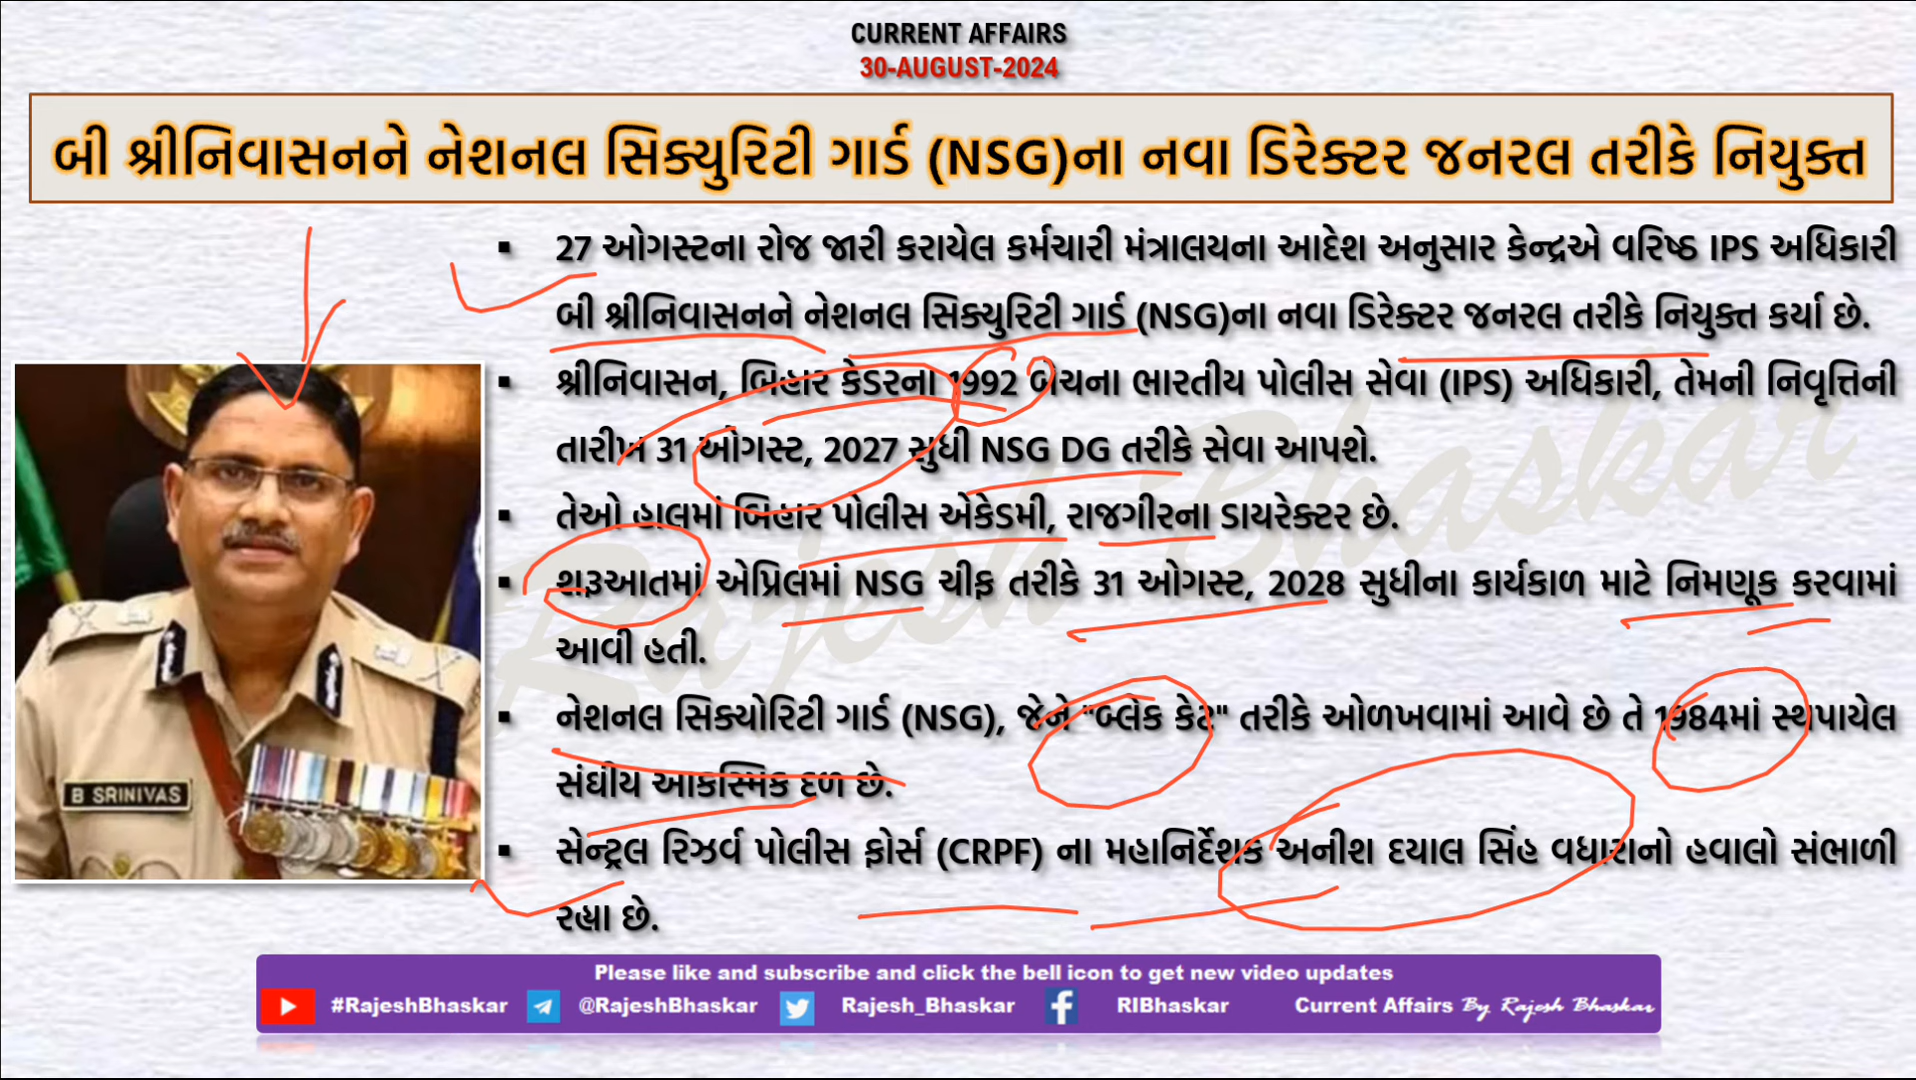 CURRENT AFFAIRS
30-AUGUST-2024
બી શ્રીનિવાસનને નેશનલ સિક્યુરિટી ગાર્ડ (NSG)ના નવા ડિરેક્ટર જનરલ તરીકે નિયુક્ત
▪ 27 ઓગસ્ટના રોજ જારી કરાયેલ કર્મચારી મંત્રાલયના આદેશ અનુસાર કેન્દ્રએ વરિષ્ઠ IPS અધિકારી
બી શ્રીનિવાસનને નેશનલ સિક્યુરિટી ગાર્ડ (NSG)ના નવા ડિરેક્ટર જનરલ તરીકે નિયુક્ત કર્યા છે.
▪ શ્રીનિવાસન, બિહાર કેડરના 1992 બેચના ભારતીય પોલીસ સેવા (IPS) અધિકારી, તેમની નિવૃત્તિની
તારીખ 31 ઓગસ્ટ, 2027 સુધી NSG DG તરીકે સેવા આપશે.
▪ તેઓ હાલમાં બિહાર પોલીસ એકેડમી, રાજગીરના ડાયરેક્ટર છે.
▪ શરૂઆતમાં એપ્રિલમાં NSG ચીફ તરીકે 31 ઓગસ્ટ, 2028 સુધીના કાર્યકાળ માટે નિમણૂક કરવામાં
આવી હતી.
▪ નેશનલ સિક્યોરિટી ગાર્ડ (NSG), જેને "બ્લેક કેટ" તરીકે ઓળખવામાં આવે છે તે 1984માં સ્થપાયેલ
સંઘીય આકસ્મિક દળ છે.
▪ સેન્ટ્રલ રિઝર્વ પોલીસ ફોર્સ (CRPF) ના મહાનિર્દેશક અનીશ દયાલ સિંહ વધારાનો હવાલો સંભાળી
રહ્યા છે.
B SRINIVAS
Rajesh Bhaskar
Please like and subscribe and click the bell icon to get new video updates
#RajeshBhaskar @RajeshBhaskar Rajesh_Bhaskar RIBhaskar Current Affairs By Rajesh Bhaskar